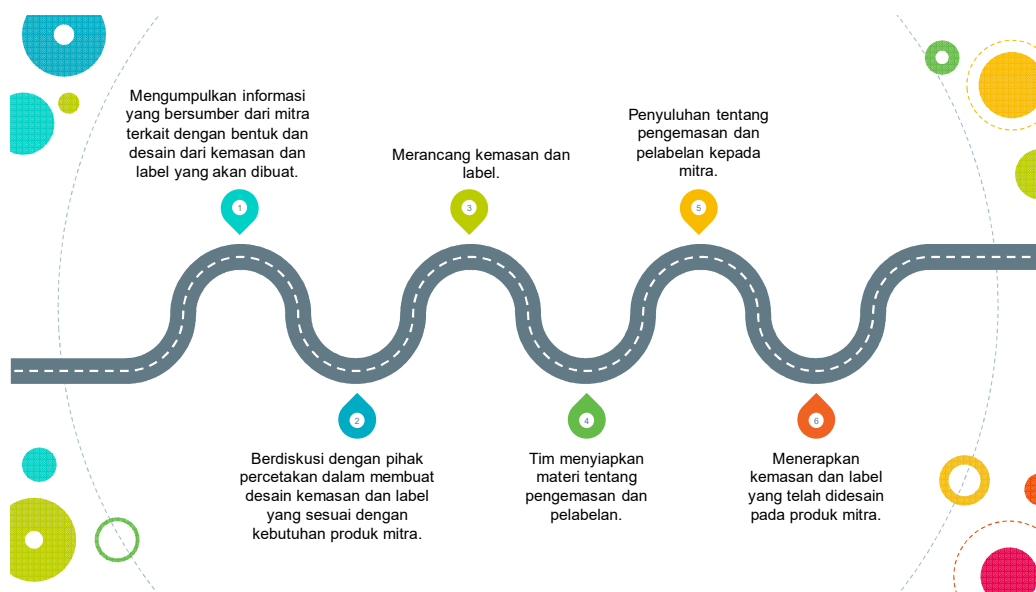 Mengumpulkan informasi
yang bersumber dari mitra
terkait dengan bentuk dan
desain dari kemasan dan
label yang akan dibuat.
1
Berdiskusi dengan pihak
percetakan dalam membuat
desain kemasan dan label
yang sesuai dengan
kebutuhan produk mitra.
2
Merancang kemasan dan
label.
3
Tim menyiapkan
materi tentang
pengemasan dan
pelabelan.
4
Penyuluhan tentang
pengemasan dan
pelabelan kepada
mitra.
5
Menerapkan
kemasan dan label
yang telah didesain
pada produk mitra.
6